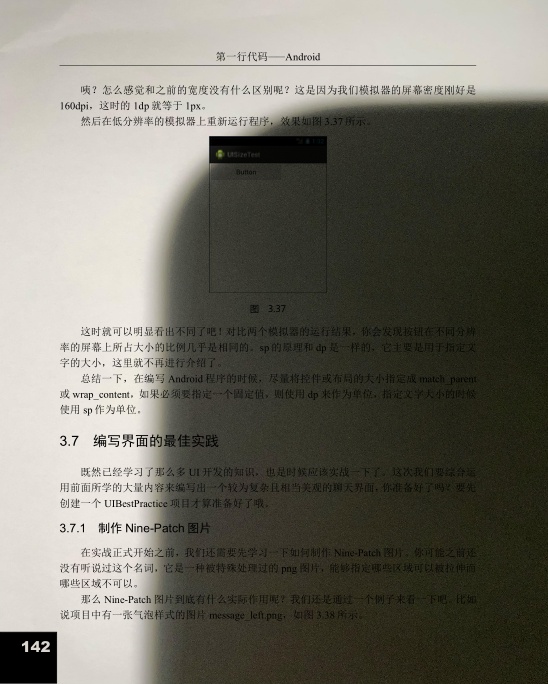 第一行代码——Android
咦？怎么感觉和之前的宽度没有什么区别呢？这是因为我们模拟器的屏幕密度刚好是
160dpi，这时的 1dp 就等于 1px。
然后在低分辨率的模拟器上重新运行程序，效果如图 3.37 所示。
UISizeTest
Button
图 3.37
这时就可以明显看出不同了吧！对比两个模拟器的运行结果，你会发现按钮在不同分辨
率的屏幕上所占大小的比例几乎是相同的。sp 的原理和 dp 是一样的，它主要是用于指定文
字的大小，这里就不再进行介绍了。
总结一下，在编写 Android 程序的时候，尽量将控件或布局的大小指定成 match_parent
或 wrap_content，如果必须要指定一个固定值，则使用 dp 来作为单位，指定文字大小的时候
使用 sp 作为单位。
3.7 编写界面的最佳实践
既然已经学习了那么多 UI 开发的知识，也是时候应该实战一下了。这次我们要综合运
用前面所学的大量内容来编写出一个较为复杂且相当美观的聊天界面，你准备好了吗？要先
创建一个 UIBestPractice 项目才算准备好了哦。
3.7.1 制作 Nine-Patch 图片
在实战正式开始之前，我们还需要先学习一下如何制作 Nine-Patch 图片。你可能之前还
没有听说过这个名词，它是一种被特殊处理过的 png 图片，能够指定哪些区域可以被拉伸而
哪些区域不可以。
那么 Nine-Patch 图片到底有什么实际作用呢？我们还是通过一个例子来看一下吧。比如
说项目中有一张气泡样式的图片 message_left.png，如图 3.38 所示。
142